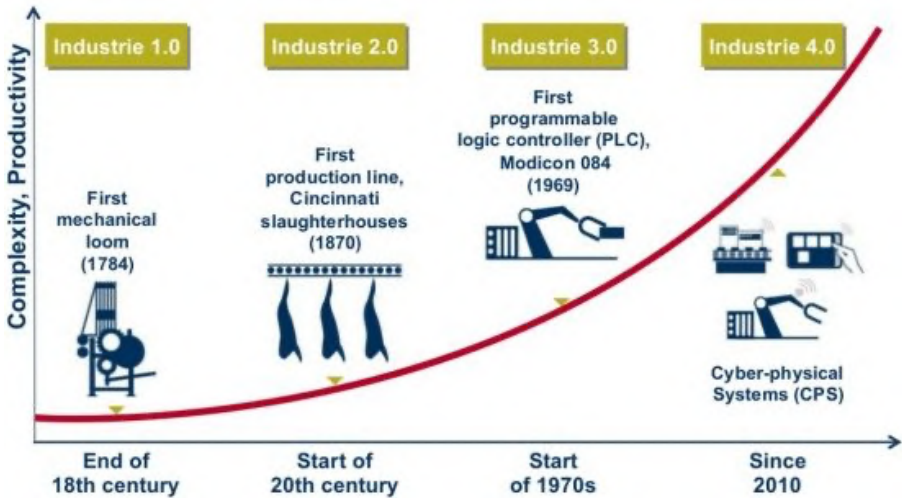 Industrie 1.0
Industrie 2.0
Industrie 3.0
Industrie 4.0
Complexity, Productivity
First
mechanical
loom
(1784)
First
production line,
Cincinnati
slaughterhouses
(1870)
First
programmable
logic controller (PLC),
Modicon 084
(1969)
Cyber-physical
Systems (CPS)
End of
18th century
Start of
20th century
Start
of 1970s
Since
2010